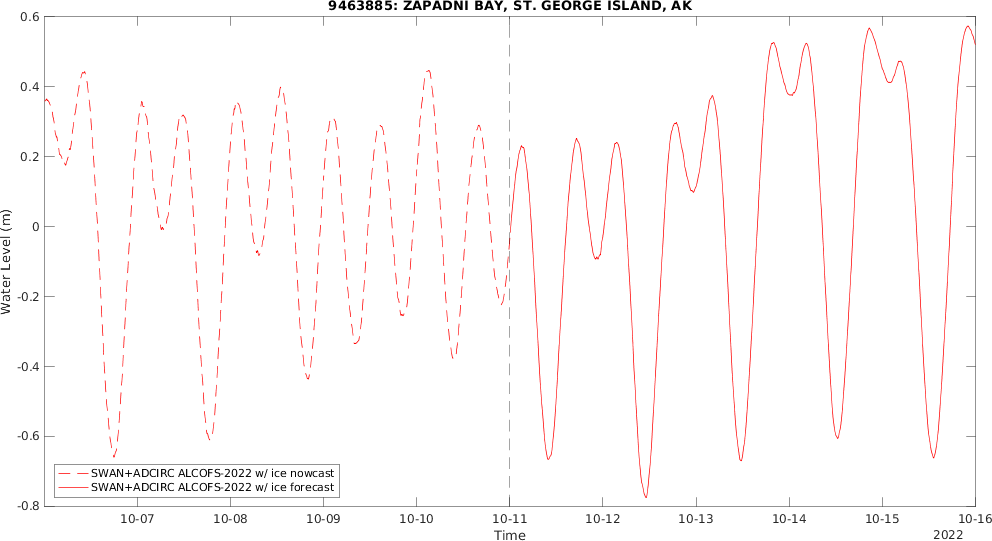 9463885: ZAPADNI BAY, ST. GEORGE ISLAND, AK
0.6
0.4
0.2
0
-0.2
-0.4
-0.6
-0.8
Water Level (m)
SWAN+ADCIRC ALCOFS-2022 w/ ice nowcast
SWAN+ADCIRC ALCOFS-2022 w/ ice forecast
10-07 10-08 10-09 10-10 10-11 10-12 10-13 10-14 10-15 10-16
Time
2022